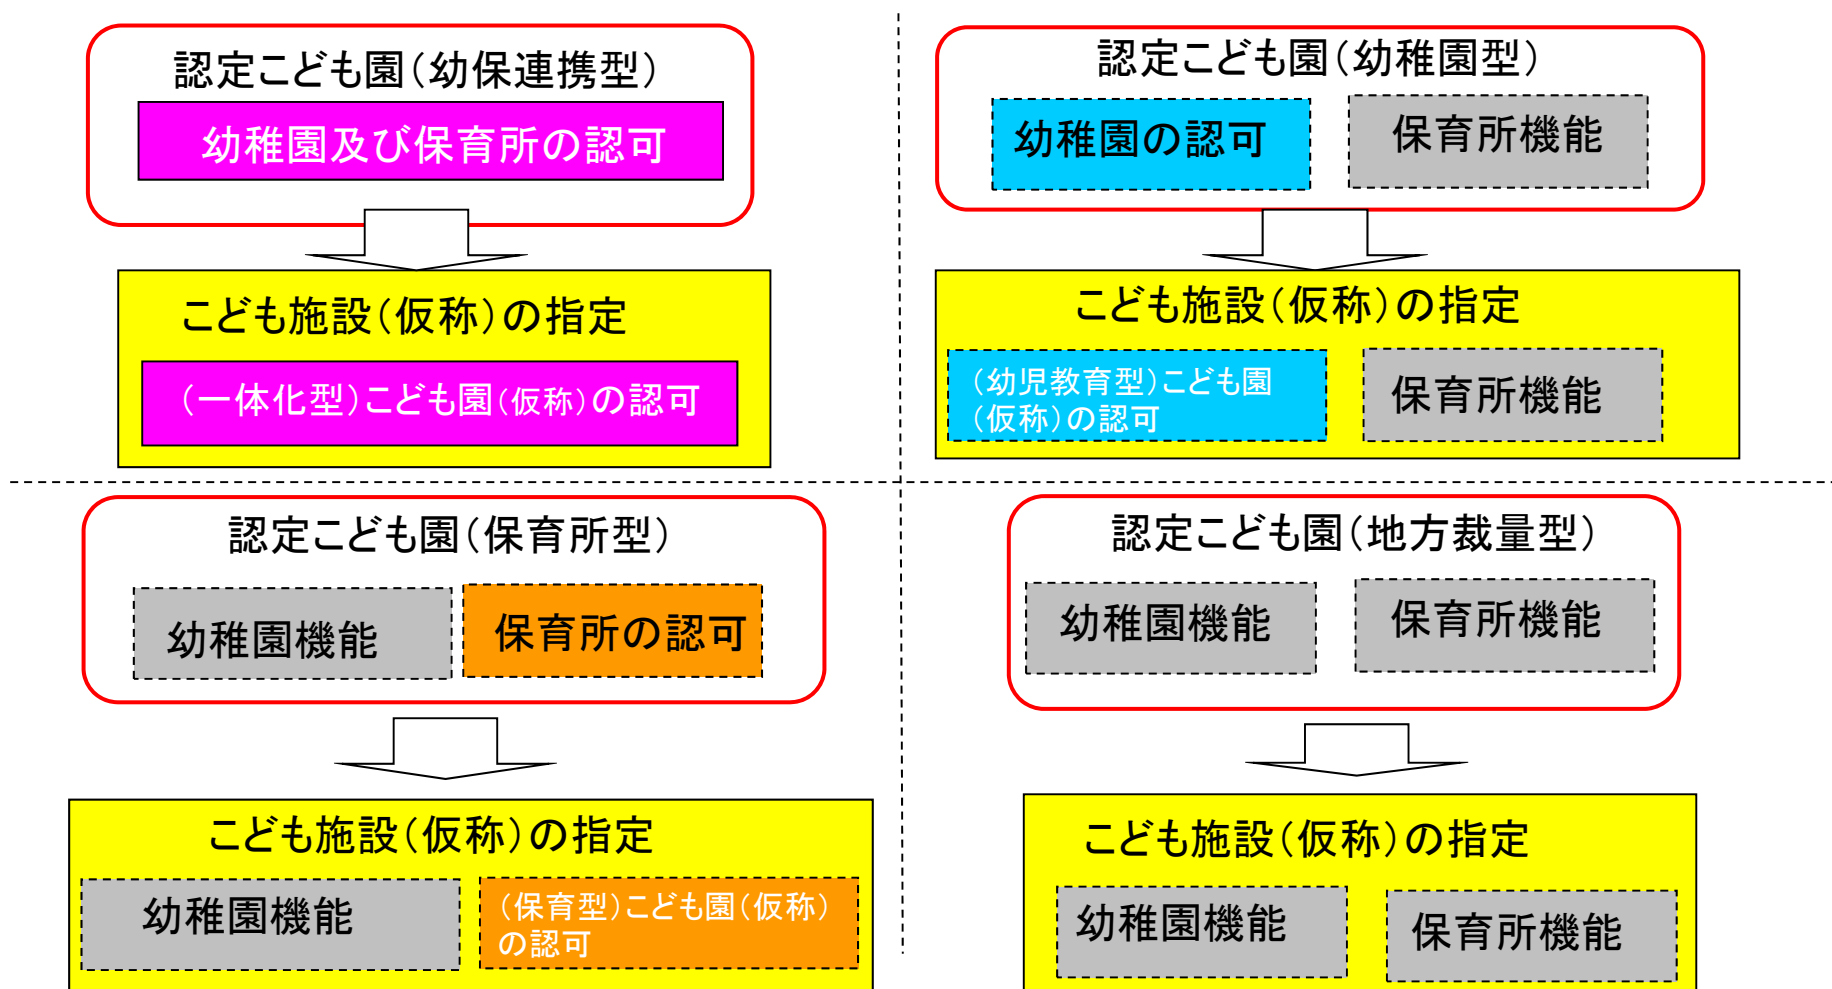 認定こども園（幼保連携型）
幼稚園及び保育所の認可
こども施設（仮称）の指定
（一体化型）こども園（仮称）の認可
認定こども園（幼稚園型）
幼稚園の認可
保育所機能
こども施設（仮称）の指定
（幼児教育型）こども園
（仮称）の認可
保育所機能
認定こども園（保育所型）
幼稚園機能
保育所の認可
こども施設（仮称）の指定
幼稚園機能
（保育型）こども園（仮称）
の認可
認定こども園（地方裁量型）
幼稚園機能
保育所機能
こども施設（仮称）の指定
幼稚園機能
保育所機能